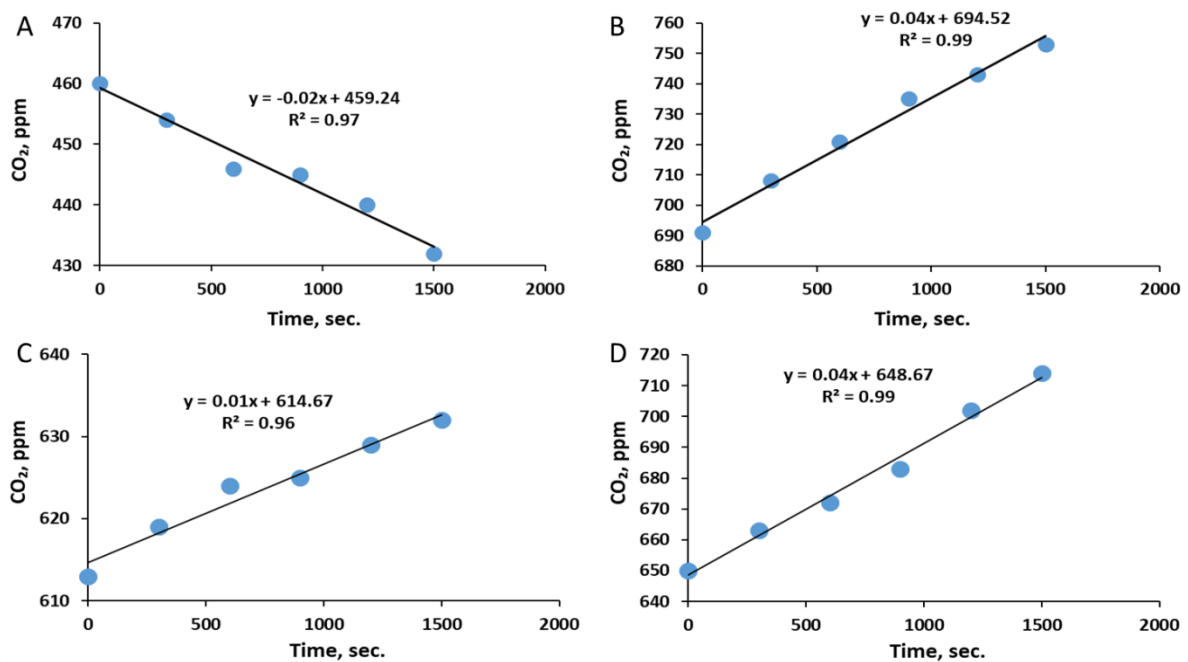 A
470
460
450
440
430
CO₂, ppm
y = -0.02x + 459.24
R² = 0.97
0 500 1000 1500 2000
Time, sec.
B
760
750
740
730
720
710
700
690
680
CO₂, ppm
y = 0.04x + 694.52
R² = 0.99
0 500 1000 1500 2000
Time, sec.
C
640
630
620
610
CO₂, ppm
y = 0.01x + 614.67
R² = 0.96
0 500 1000 1500 2000
Time, sec.
D
720
710
700
690
680
670
660
650
640
CO₂, ppm
y = 0.04x + 648.67
R² = 0.99
0 500 1000 1500 2000
Time, sec.